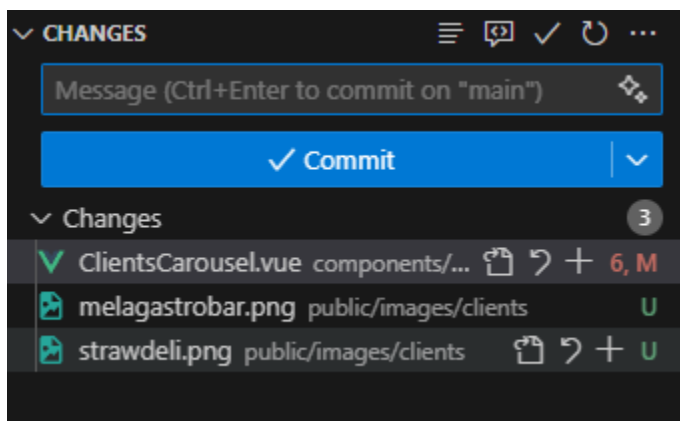 CHANGES
Message (Ctrl+Enter to commit on "main")
Commit
Changes 3
ClientsCarousel.vue components/... 6, M
melagastrobar.png public/images/clients U
strawdeli.png public/images/clients U